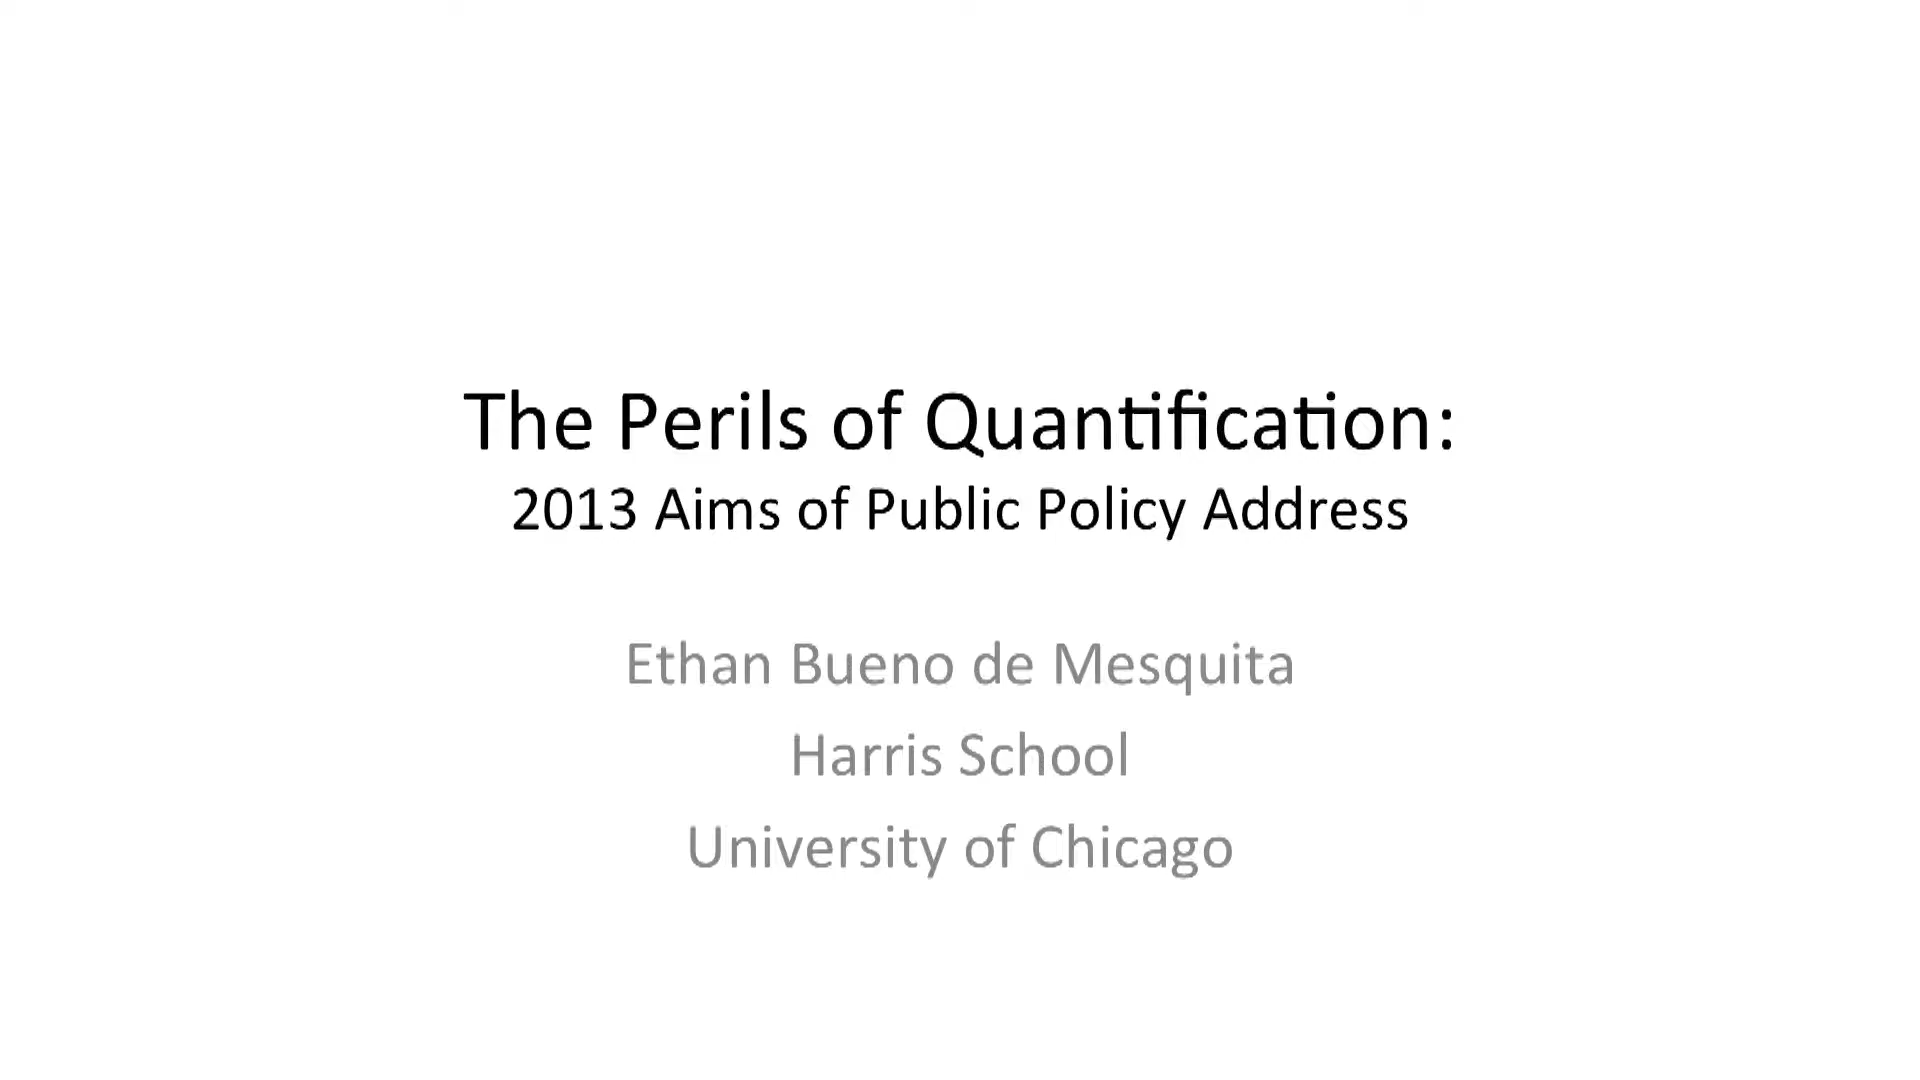 The Perils of Quantification:
2013 Aims of Public Policy Address
Ethan Bueno de Mesquita
Harris School
University of Chicago